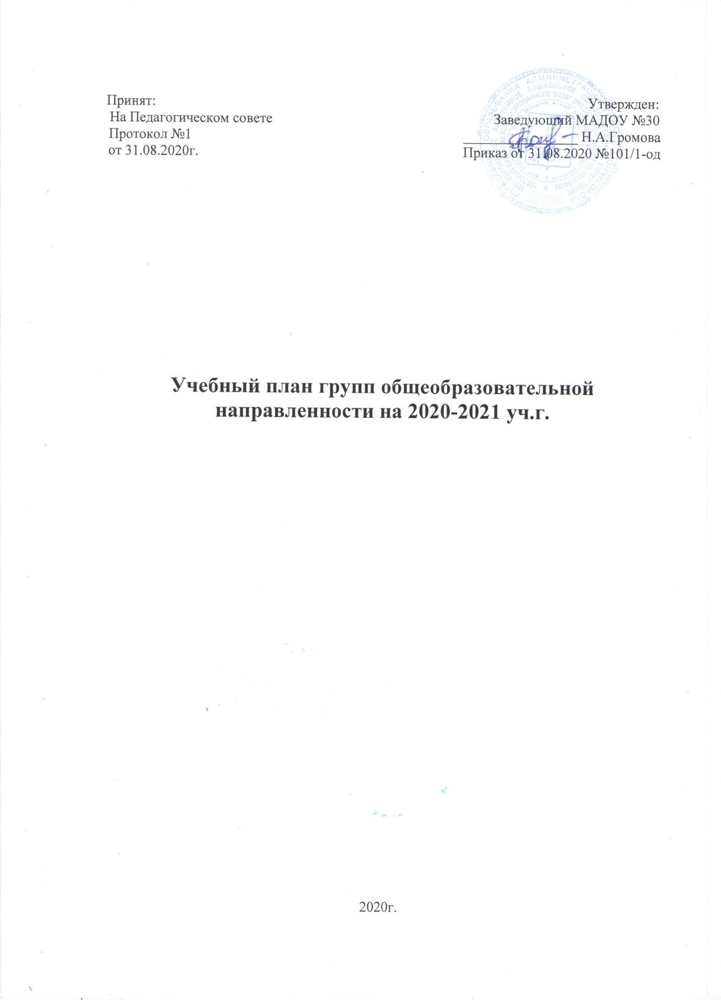 Принят:
На Педагогическом совете
Протокол №1
от 31.08.2020г.
Утвержден:
Заведующий МАДОУ №30
Н.А.Громова
Приказ от 31.08.2020 №101/1-од
Учебный план групп общеобразовательной
направленности на 2020-2021 уч.г.
2020г.